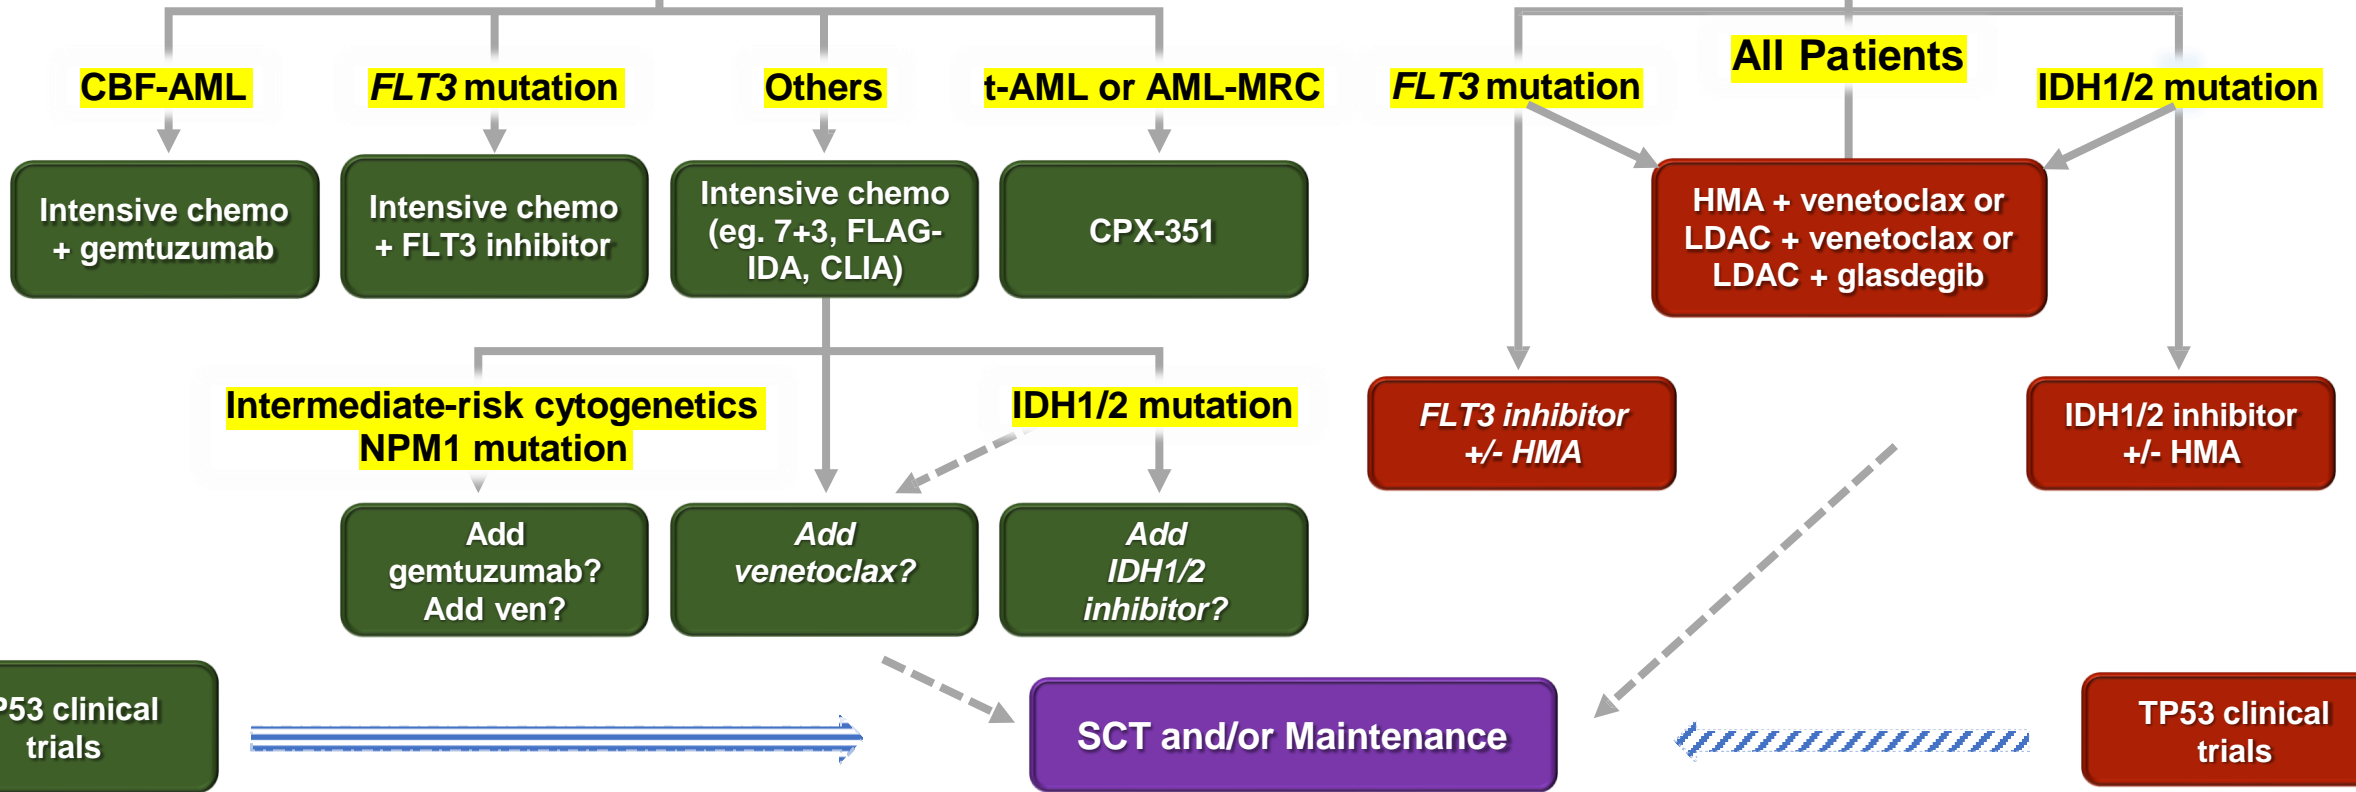 CBF-AML
FLT3 mutation
Others
t-AML or AML-MRC
FLT3 mutation
All Patients
IDH1/2 mutation
Intensive chemo
+ gemtuzumab
Intensive chemo
+ FLT3 inhibitor
Intensive chemo
(eg. 7+3, FLAG-
IDA, CLIA)
CPX-351
HMA + venetoclax or
LDAC + venetoclax or
LDAC + glasdegib
Intermediate-risk cytogenetics
NPM1 mutation
IDH1/2 mutation
FLT3 inhibitor
+/- HMA
IDH1/2 inhibitor
+/- HMA
Add
gemtuzumab?
Add ven?
Add
venetoclax?
Add
IDH1/2
inhibitor?
P53 clinical
trials
SCT and/or Maintenance
TP53 clinical
trials